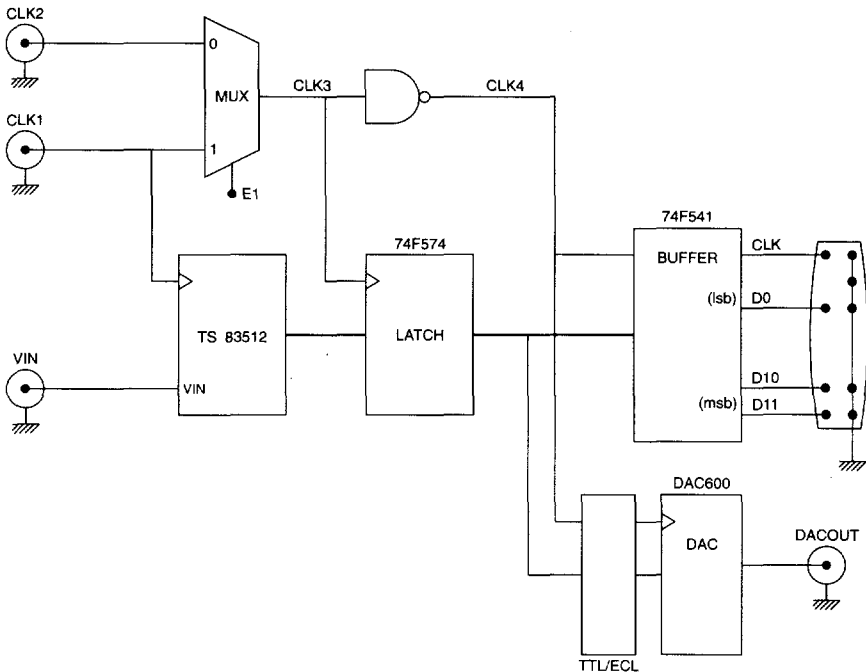 CLK2
0
MUX
CLK3
CLK4
CLK1
1
E1
74F574
74F541
BUFFER
CLK
(lsb)
D0
TS 83512
LATCH
VIN
VIN
D10
(msb)
D11
DAC600
DAC
DACOUT
TTL/ECL